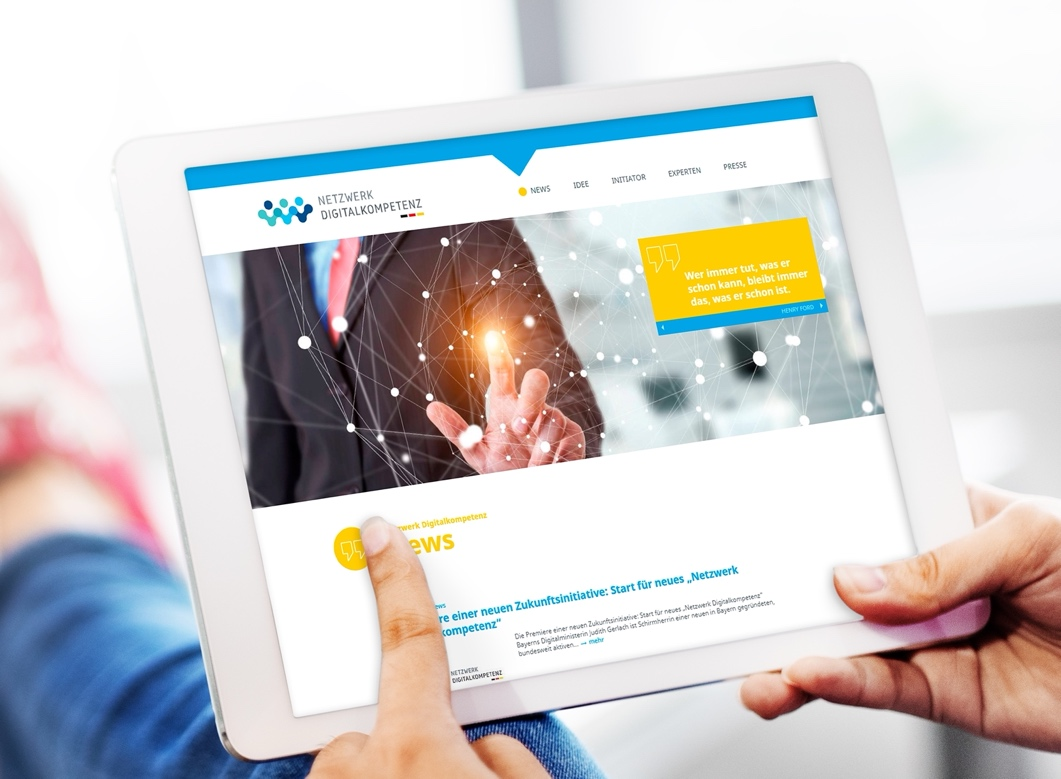 NETZWERK
DIGITALKOMPETENZ
NEWS
IDEE
INITIATOR
EXPERTEN
PRESSE
Wer immer tut, was er
schon kann, bleibt immer
das, was er schon ist.
HENRY FORD
zwerk Digitalkompetenz
ews
ews
re einer neuen Zukunftsinitiative: Start für neues „Netzwerk
kompetenz“
Die Premiere einer neuen Zukunftsinitiative: Start für neues „Netzwerk Digitalkompetenz“
Bayerns Digitalministerin Judith Gerlach ist Schirmherrin einer neuen in Bayern gegründeten,
bundesweit aktiven... → mehr
NETZWERK
DIGITALKOMPETENZ